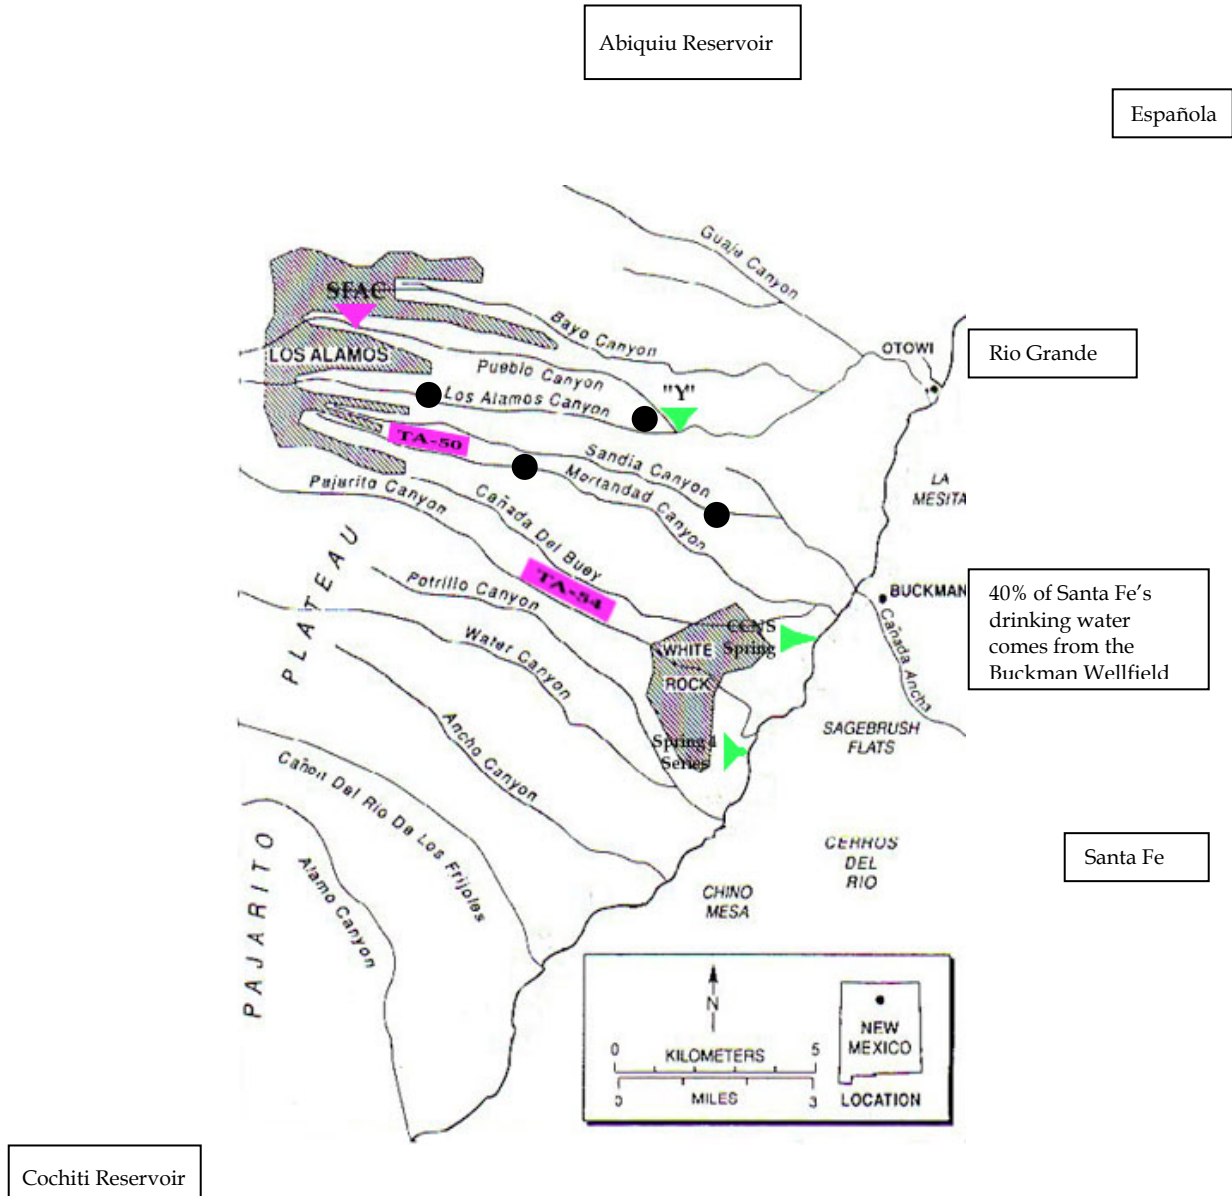 Abiquiu Reservoir
Española
Guaja Canyon
SFAC
Bayo Canyon
OTOWI
Rio Grande
LOS ALAMOS
Pueblo Canyon
"Y"
Los Alamos Canyon
TA-50
Sandia Canyon
Mortandad Canyon
LA
MESITA
Pajarito Canyon
Cañada Del Buey
TA-54
Potrillo Canyon
BUCKMAN
40% of Santa Fe's
drinking water
comes from the
Buckman Wellfield
Cañada Ancha
CCNS
Spring
WHITE
ROCK
Water Canyon
SAGEBRUSH
FLATS
Spring 4
Series
Ancho Canyon
Cañon Del Rio De Los Frijoles
CERROS
DEL
RIO
Santa Fe
CHINO
MESA
Alamo Canyon
PAJARITO PLATEAU
N
0 KILOMETERS 5
0 MILES 3
NEW
MEXICO
LOCATION
Cochiti Reservoir